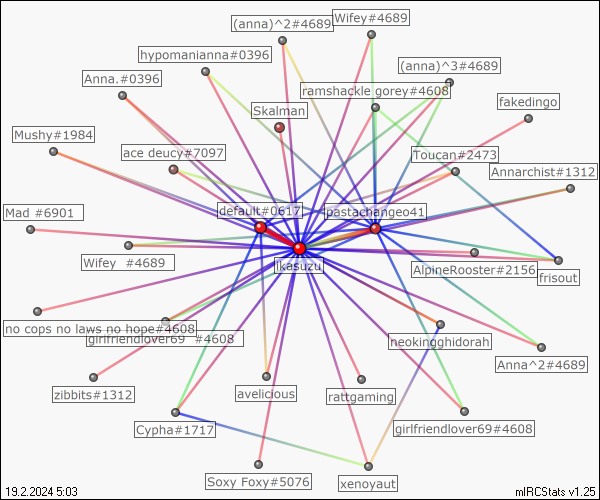 (anna)^2#4689
Wifey#4689
hypomanianna#0396
(anna)^3#4689
Anna.#0396
ramshackle gorey#4608
fakedingo
Skalman
Mushy#1984
ace deucy#7097
Toucan#2473
Annarchist#1312
Mad #6901
default#0617
pastachangeo41
Wifey  #4689
ikasuzu
AlpineRooster#2156
frisout
no cops no laws no hope#4608
girlfriendlover69  #4608
neokingghidorah
Anna^2#4689
zibbits#1312
avelicious
rattgaming
Cypha#1717
girlfriendlover69#4608
Soxy Foxy#5076
xenoyaut
19.2.2024 5:03
mIRCStats v1.25